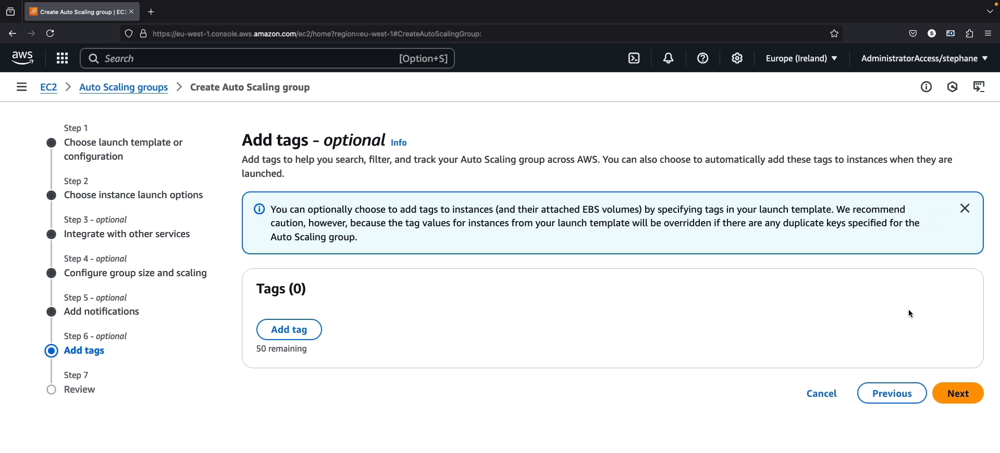 Create Auto Scaling group | EC2
https://eu-west-1.console.aws.amazon.com/ec2/home?region=eu-west-1#CreateAutoScalingGroup:
aws
Search
[Option+S]
Europe (Ireland)
AdministratorAccess/stephane
EC2
Auto Scaling groups
Create Auto Scaling group
Step 1
Choose launch template or
configuration
Step 2
Choose instance launch options
Step 3 - optional
Integrate with other services
Step 4 - optional
Configure group size and scaling
Step 5 - optional
Add notifications
Step 6 - optional
Add tags
Step 7
Review
Add tags - optional Info
Add tags to help you search, filter, and track your Auto Scaling group across AWS. You can also choose to automatically add these tags to instances when they are
launched.
You can optionally choose to add tags to instances (and their attached EBS volumes) by specifying tags in your launch template. We recommend
caution, however, because the tag values for instances from your launch template will be overridden if there are any duplicate keys specified for the
Auto Scaling group.
Tags (0)
Add tag
50 remaining
Cancel
Previous
Next